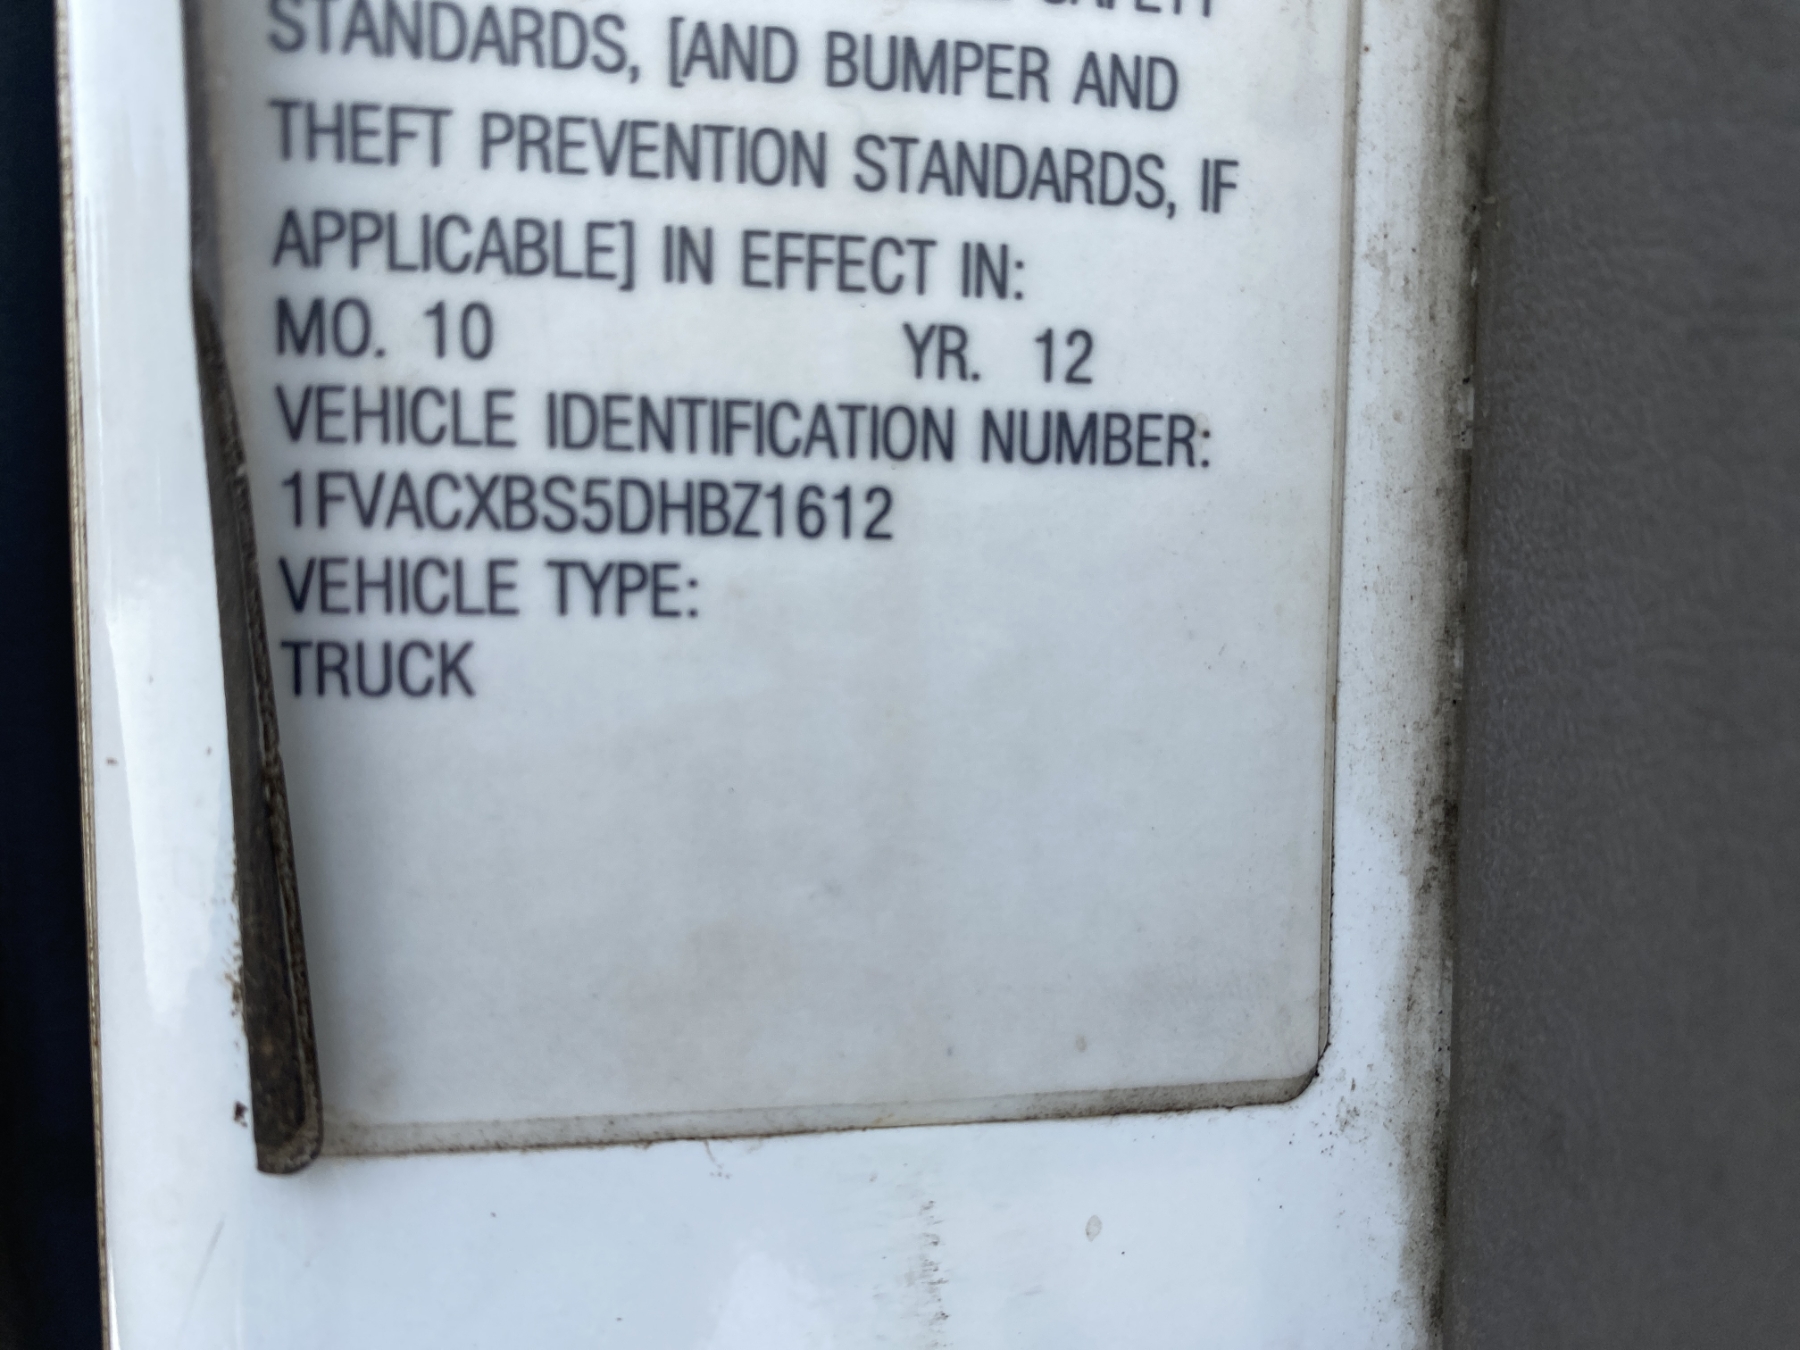 SAFETY
STANDARDS, [AND BUMPER AND
THEFT PREVENTION STANDARDS, IF
APPLICABLE] IN EFFECT IN:
MO. 10 YR. 12
VEHICLE IDENTIFICATION NUMBER:
1FVACXBS5DHBZ1612
VEHICLE TYPE:
TRUCK